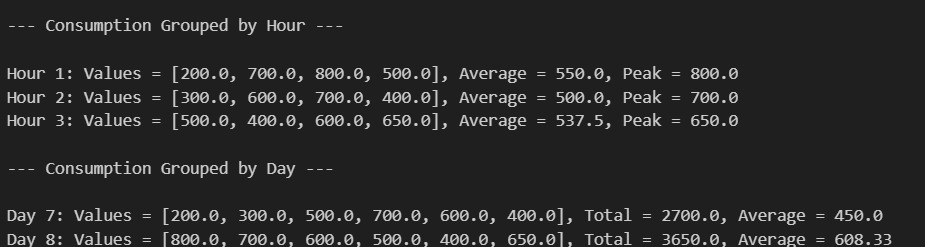 --- Consumption Grouped by Hour ---
Hour 1: Values = [200.0, 700.0, 800.0, 500.0], Average = 550.0, Peak = 800.0
Hour 2: Values = [300.0, 600.0, 700.0, 400.0], Average = 500.0, Peak = 700.0
Hour 3: Values = [500.0, 400.0, 600.0, 650.0], Average = 537.5, Peak = 650.0
--- Consumption Grouped by Day ---
Day 7: Values = [200.0, 300.0, 500.0, 700.0, 600.0, 400.0], Total = 2700.0, Average = 450.0
Day 8: Values = [800.0, 700.0, 600.0, 500.0, 400.0, 650.0], Total = 3650.0, Average = 608.33